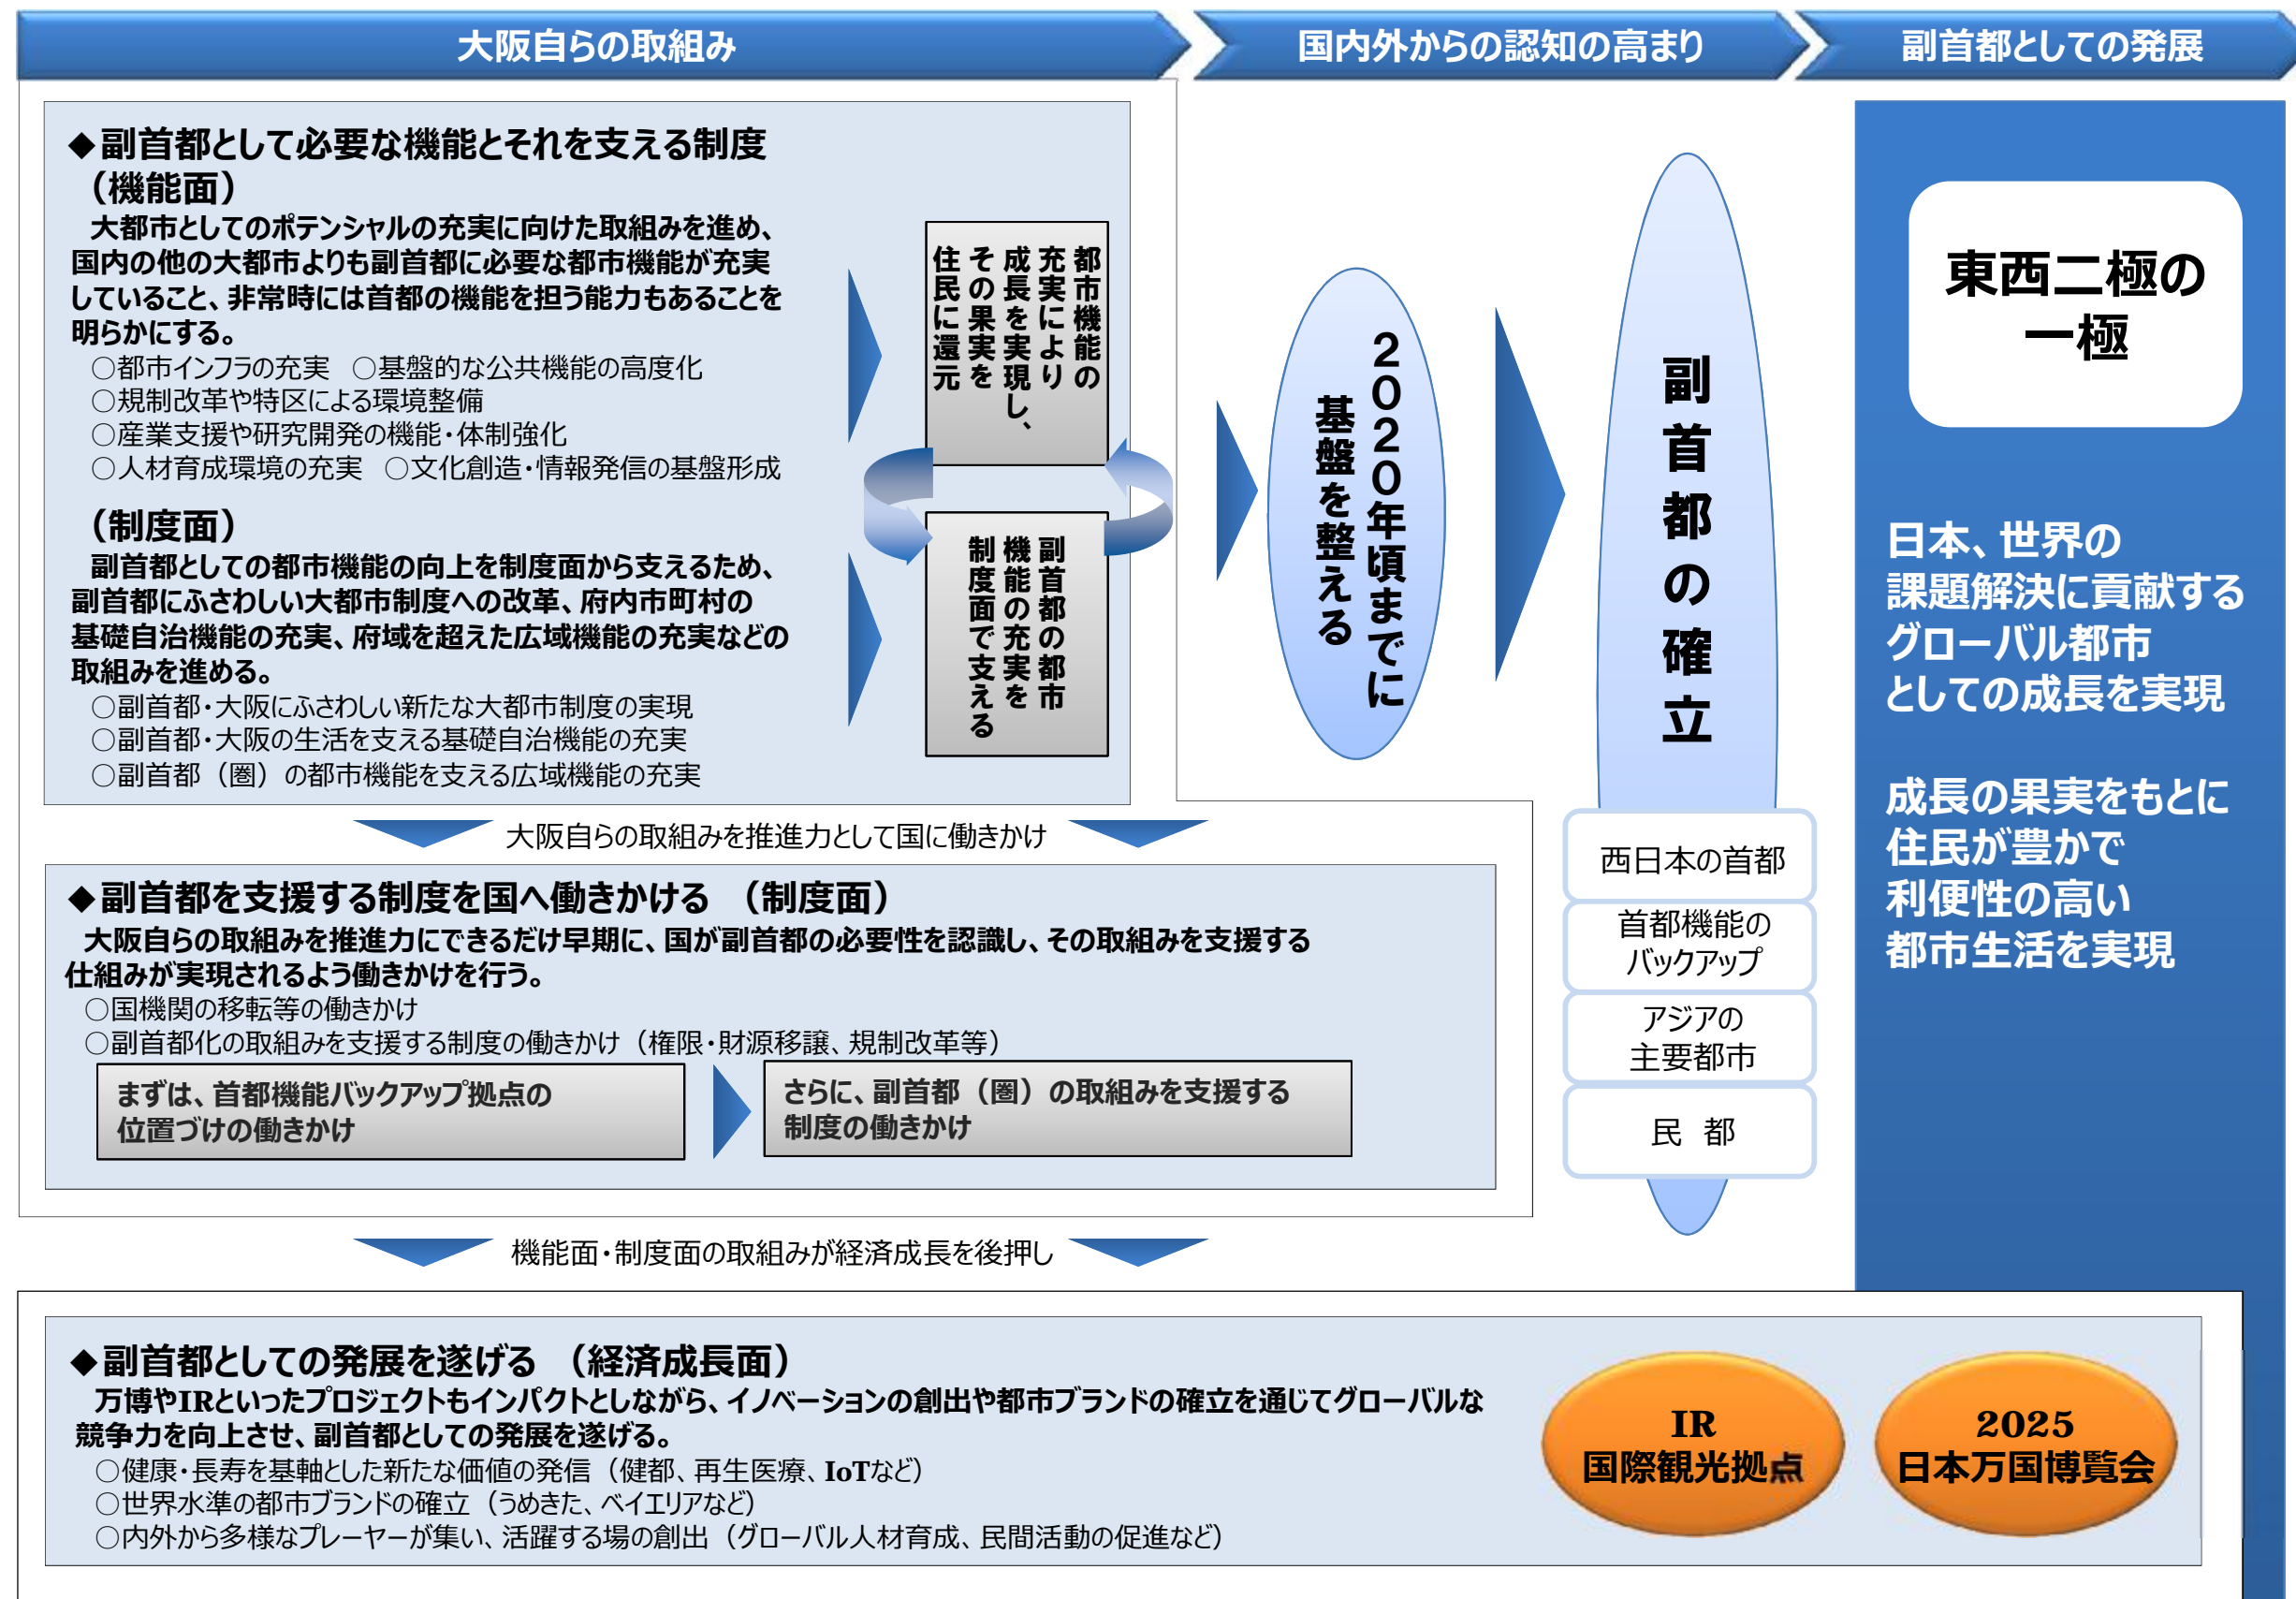 大阪自らの取組み
国内外からの認知の高まり
副首都としての発展
◆副首都として必要な機能とそれを支える制度
（機能面）
大都市としてのポテンシャルの充実に向けた取組みを進め、
国内の他の大都市よりも副首都に必要な都市機能が充実
していること、非常時には首都の機能を担う能力もあることを
明らかにする。
○都市インフラの充実　○基盤的な公共機能の高度化
○規制改革や特区による環境整備
○産業支援や研究開発の機能・体制強化
○人材育成環境の充実　○文化創造・情報発信の基盤形成
（制度面）
副首都としての都市機能の向上を制度面から支えるため、
副首都にふさわしい大都市制度への改革、府内市町村の
基礎自治機能の充実、府域を超えた広域機能の充実などの
取組みを進める。
○副首都・大阪にふさわしい新たな大都市制度の実現
○副首都・大阪の生活を支える基礎自治機能の充実
○副首都（圏）の都市機能を支える広域機能の充実
都市機能の
充実により
成長を実現し、
その果実を
住民に還元
副首都の都市
機能の充実を
制度面で支える
2020年頃までに
基盤を整える
副首都の確立
西日本の首都
首都機能の
バックアップ
アジアの
主要都市
民 都
東西二極の
一極
日本、世界の
課題解決に貢献する
グローバル都市
としての成長を実現
成長の果実をもとに
住民が豊かで
利便性の高い
都市生活を実現
大阪自らの取組みを推進力として国に働きかけ
◆副首都を支援する制度を国へ働きかける （制度面）
大阪自らの取組みを推進力にできるだけ早期に、国が副首都の必要性を認識し、その取組みを支援する
仕組みが実現されるよう働きかけを行う。
○国機関の移転等の働きかけ
○副首都化の取組みを支援する制度の働きかけ（権限・財源移譲、規制改革等）
まずは、首都機能バックアップ拠点の
位置づけの働きかけ
さらに、副首都（圏）の取組みを支援する
制度の働きかけ
機能面・制度面の取組みが経済成長を後押し
◆副首都としての発展を遂げる （経済成長面）
万博やIRといったプロジェクトもインパクトとしながら、イノベーションの創出や都市ブランドの確立を通じてグローバルな
競争力を向上させ、副首都としての発展を遂げる。
○健康・長寿を基軸とした新たな価値の発信（健都、再生医療、IoTなど）
○世界水準の都市ブランドの確立（うめきた、ベイエリアなど）
○内外から多様なプレーヤーが集い、活躍する場の創出（グローバル人材育成、民間活動の促進など）
IR
国際観光拠点
2025
日本万国博覧会